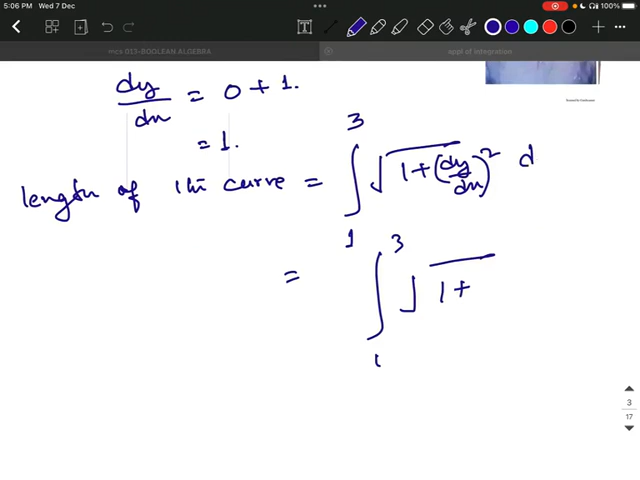 5:06 PM Wed 7 Dec
100%
mcs 013-BOOLEAN ALGEBRA
appl of integration
dy/dx = 0 + 1.
= 1.
length of the curve = ∫₁³ √(1+(dy/dx)²) d
= ∫₁³ √(1+
3
17